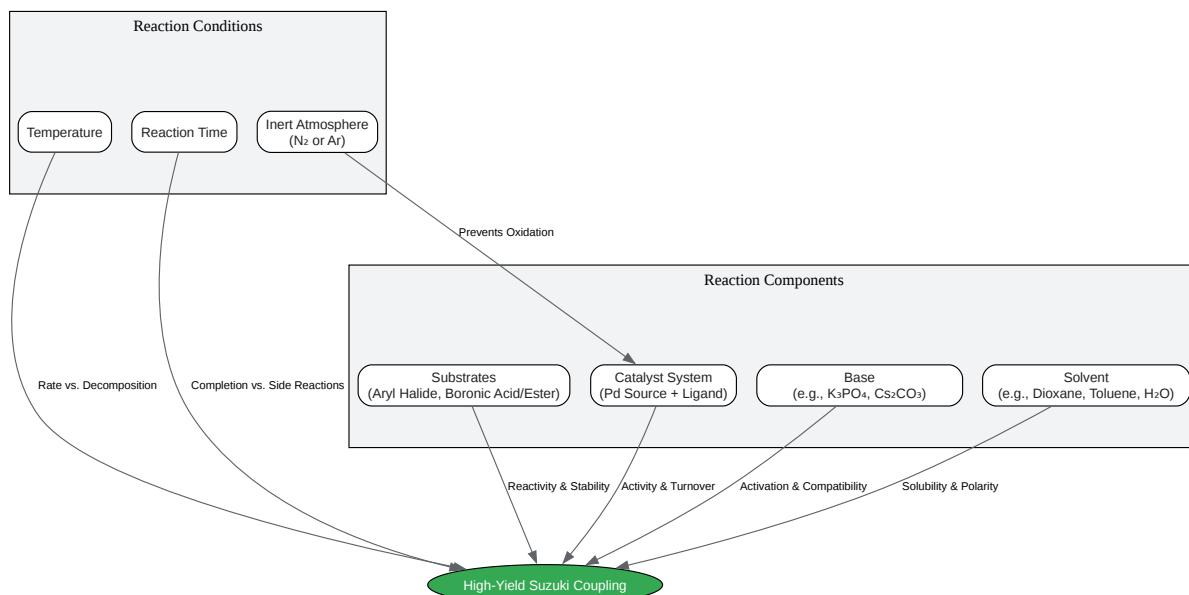 Reaction Conditions
Temperature
Reaction Time
Inert Atmosphere
(N₂ or Ar)
Prevents Oxidation
Reaction Components
Substrates
(Aryl Halide, Boronic Acid/Ester)
Catalyst System
(Pd Source + Ligand)
Base
(e.g., K₃PO₄, Cs₂CO₃)
Solvent
(e.g., Dioxane, Toluene, H₂O)
Rate vs. Decomposition
Completion vs. Side Reactions
Reactivity & Stability
Activity & Turnover
Activation & Compatibility
Solubility & Polarity
High-Yield Suzuki Coupling